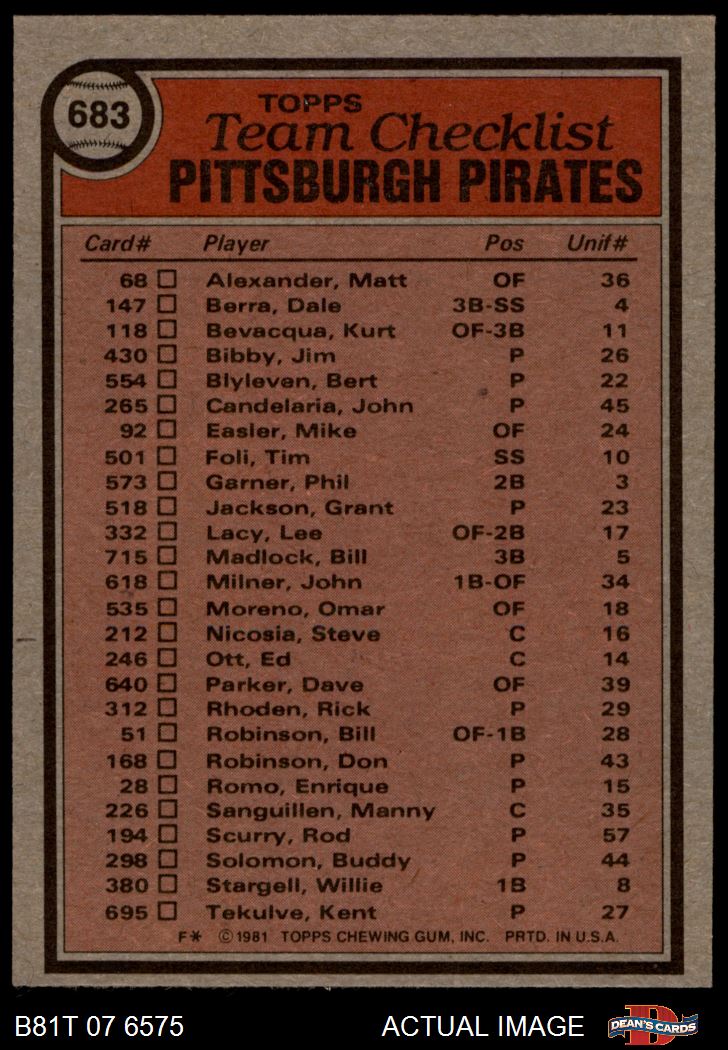 683
TOPPS
Team Checklist
PITTSBURGH PIRATES
Card# Player Pos Unif#
68 Alexander, Matt OF 36
147 Berra, Dale 3B-SS 4
118 Bevacqua, Kurt OF-3B 11
430 Bibby, Jim P 26
554 Blyleven, Bert P 22
265 Candelaria, John P 45
92 Easler, Mike OF 24
501 Foli, Tim SS 10
573 Garner, Phil 2B 3
518 Jackson, Grant P 23
332 Lacy, Lee OF-2B 17
715 Madlock, Bill 3B 5
618 Milner, John 1B-OF 34
535 Moreno, Omar OF 18
212 Nicosia, Steve C 16
246 Ott, Ed C 14
640 Parker, Dave OF 39
312 Rhoden, Rick P 29
51 Robinson, Bill OF-1B 28
168 Robinson, Don P 43
28 Romo, Enrique P 15
226 Sanguillen, Manny C 35
194 Scurry, Rod P 57
298 Solomon, Buddy P 44
380 Stargell, Willie 1B 8
695 Tekulve, Kent P 27
F* ©1981 TOPPS CHEWING GUM, INC. PRTD. IN U.S.A.
B81T 07 6575 ACTUAL IMAGE D DEAN'S CARDS